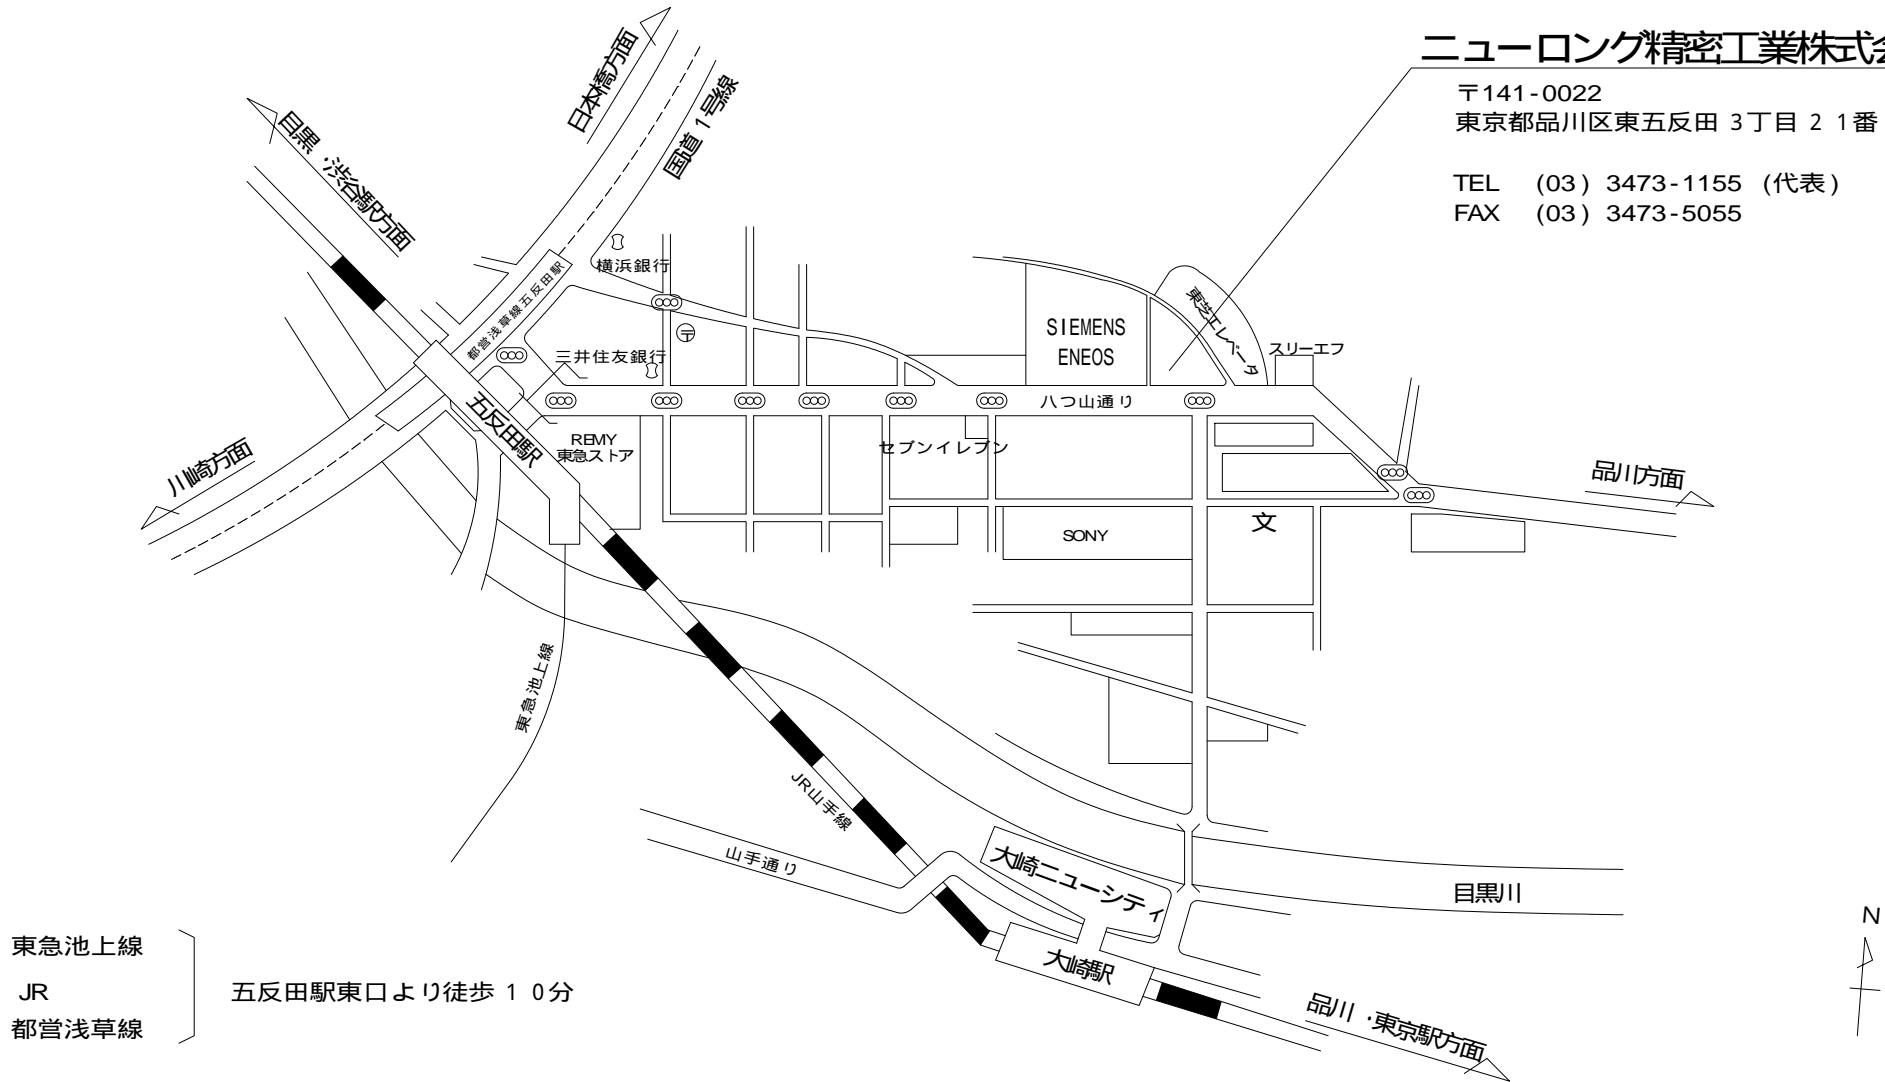 ニューロング精密工業株式会
〒141-0022
東京都品川区東五反田 3丁目 2 1番
TEL (03) 3473-1155 (代表)
FAX (03) 3473-5055
日本橋方面
国道1号線
目黒・渋谷駅方面
横浜銀行
都営浅草線五反田駅
〒
三井住友銀行
SIEMENS
ENEOS
東芝エレベータ
スリーエフ
八つ山通り
五反田駅
REMY
東急ストア
セブンイレブン
川崎方面
品川方面
SONY
文
東急池上線
JR山手線
山手通り
大崎ニューシティ
目黒川
大崎駅
品川・東京駅方面
N
東急池上線
JR
都営浅草線
五反田駅東口より徒歩 1 0分